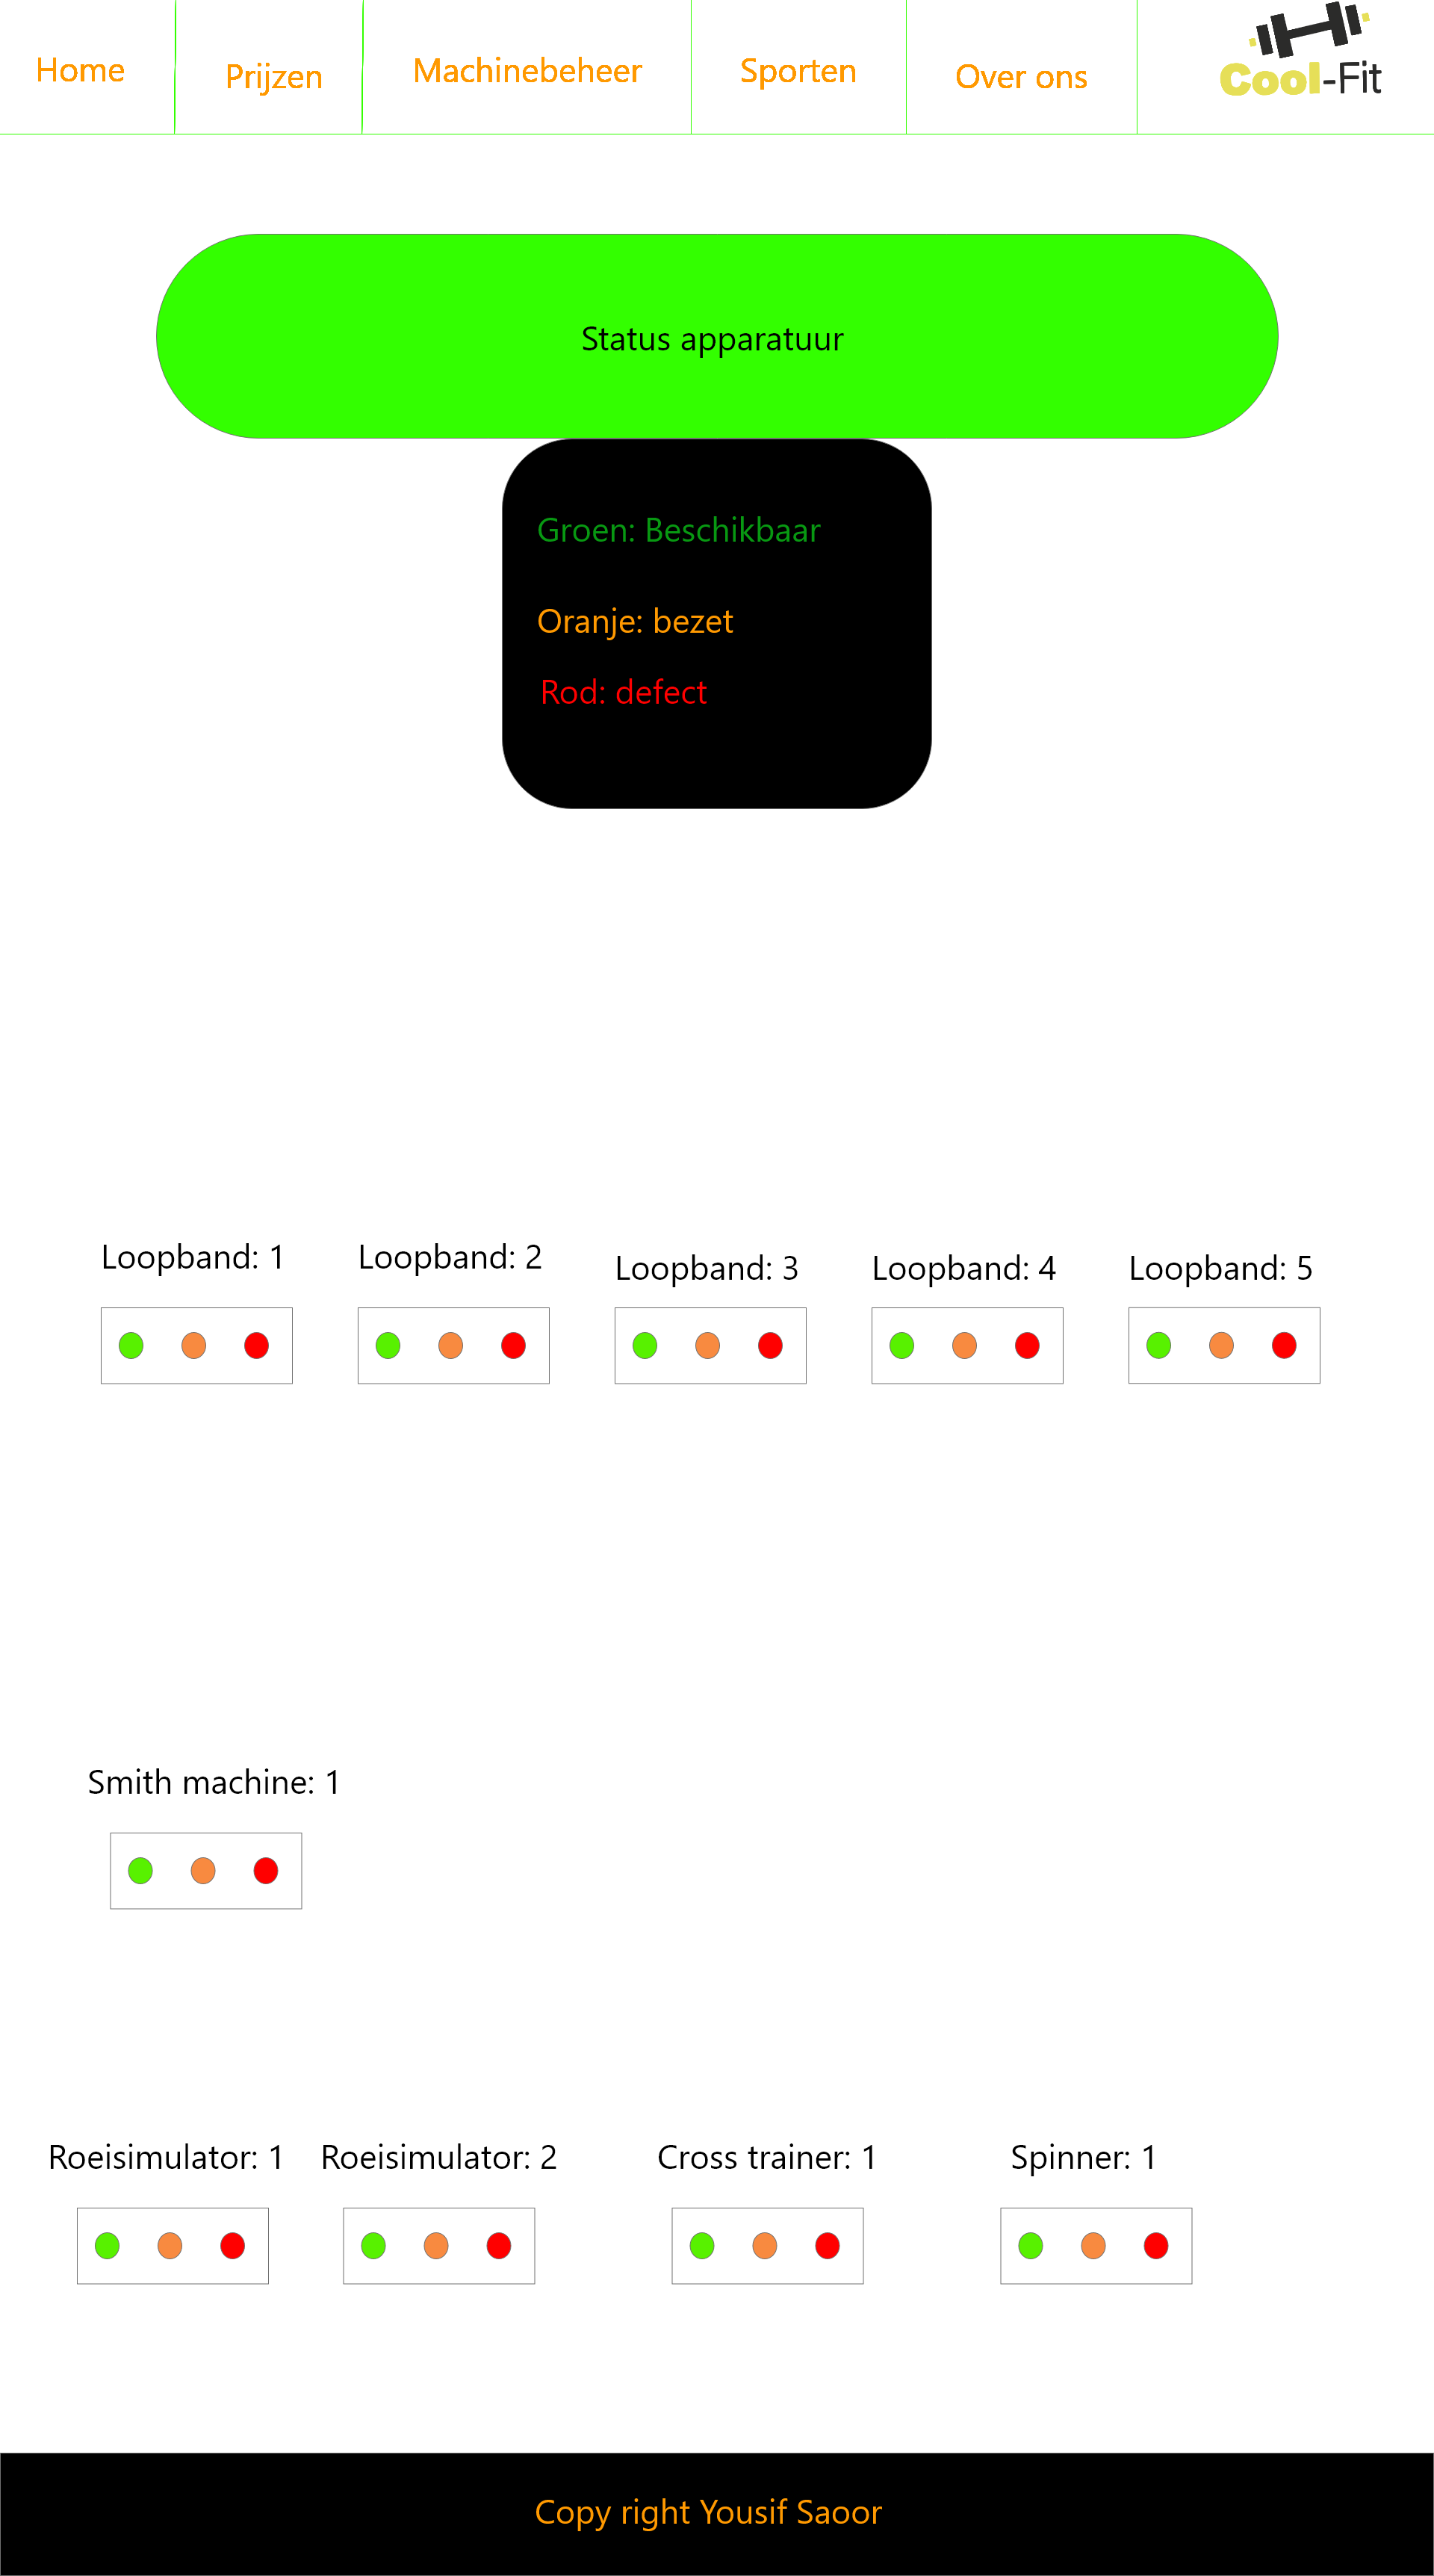 Home
Prijzen
Machinebeheer
Sporten
Over ons
Cool-Fit
Status apparatuur
Groen: Beschikbaar
Oranje: bezet
Rod: defect
Loopband: 1
Loopband: 2
Loopband: 3
Loopband: 4
Loopband: 5
Smith machine: 1
Roeisimulator: 1
Roeisimulator: 2
Cross trainer: 1
Spinner: 1
Copy right Yousif Saoor